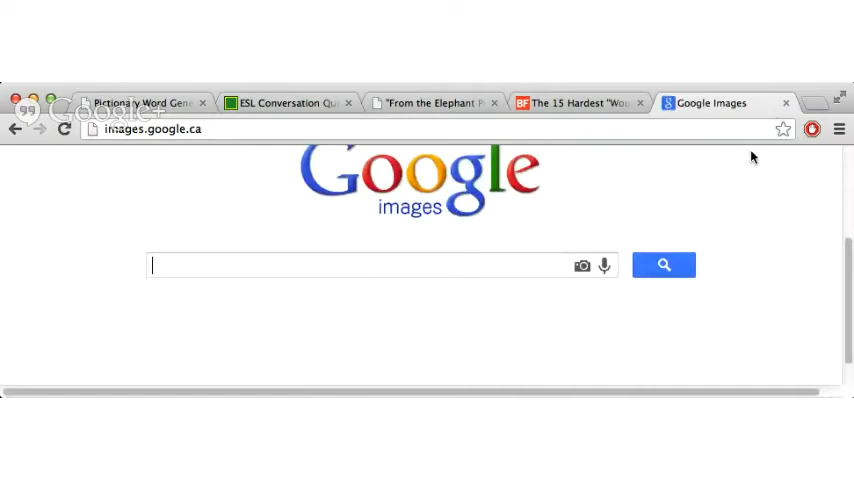 Google+
Pictionary Word Gene
ESL Conversation Qu
"From the Elephant P
BF The 15 Hardest "Wou
Google Images
images.google.ca
Google
images